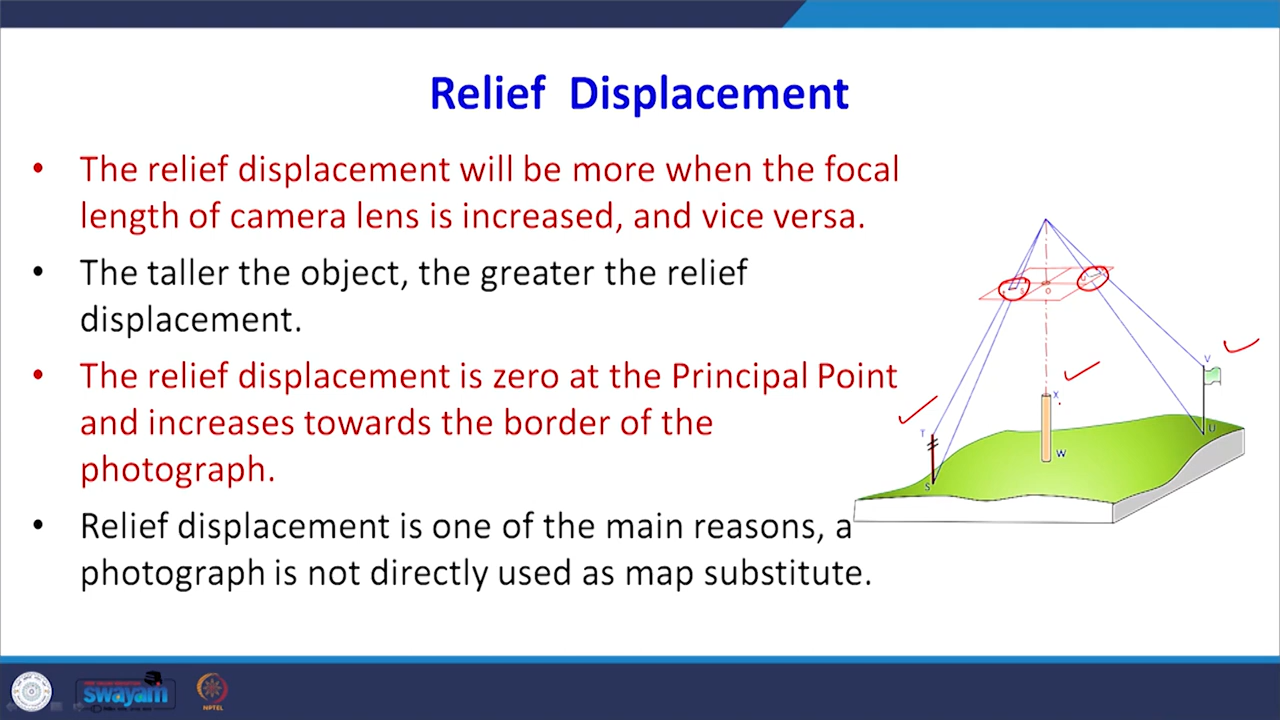 Relief Displacement
• The relief displacement will be more when the focal
length of camera lens is increased, and vice versa.
• The taller the object, the greater the relief
displacement.
• The relief displacement is zero at the Principal Point
and increases towards the border of the
photograph.
• Relief displacement is one of the main reasons, a
photograph is not directly used as map substitute.
O
V
X
T
U
W
S
swayam
NPTEL